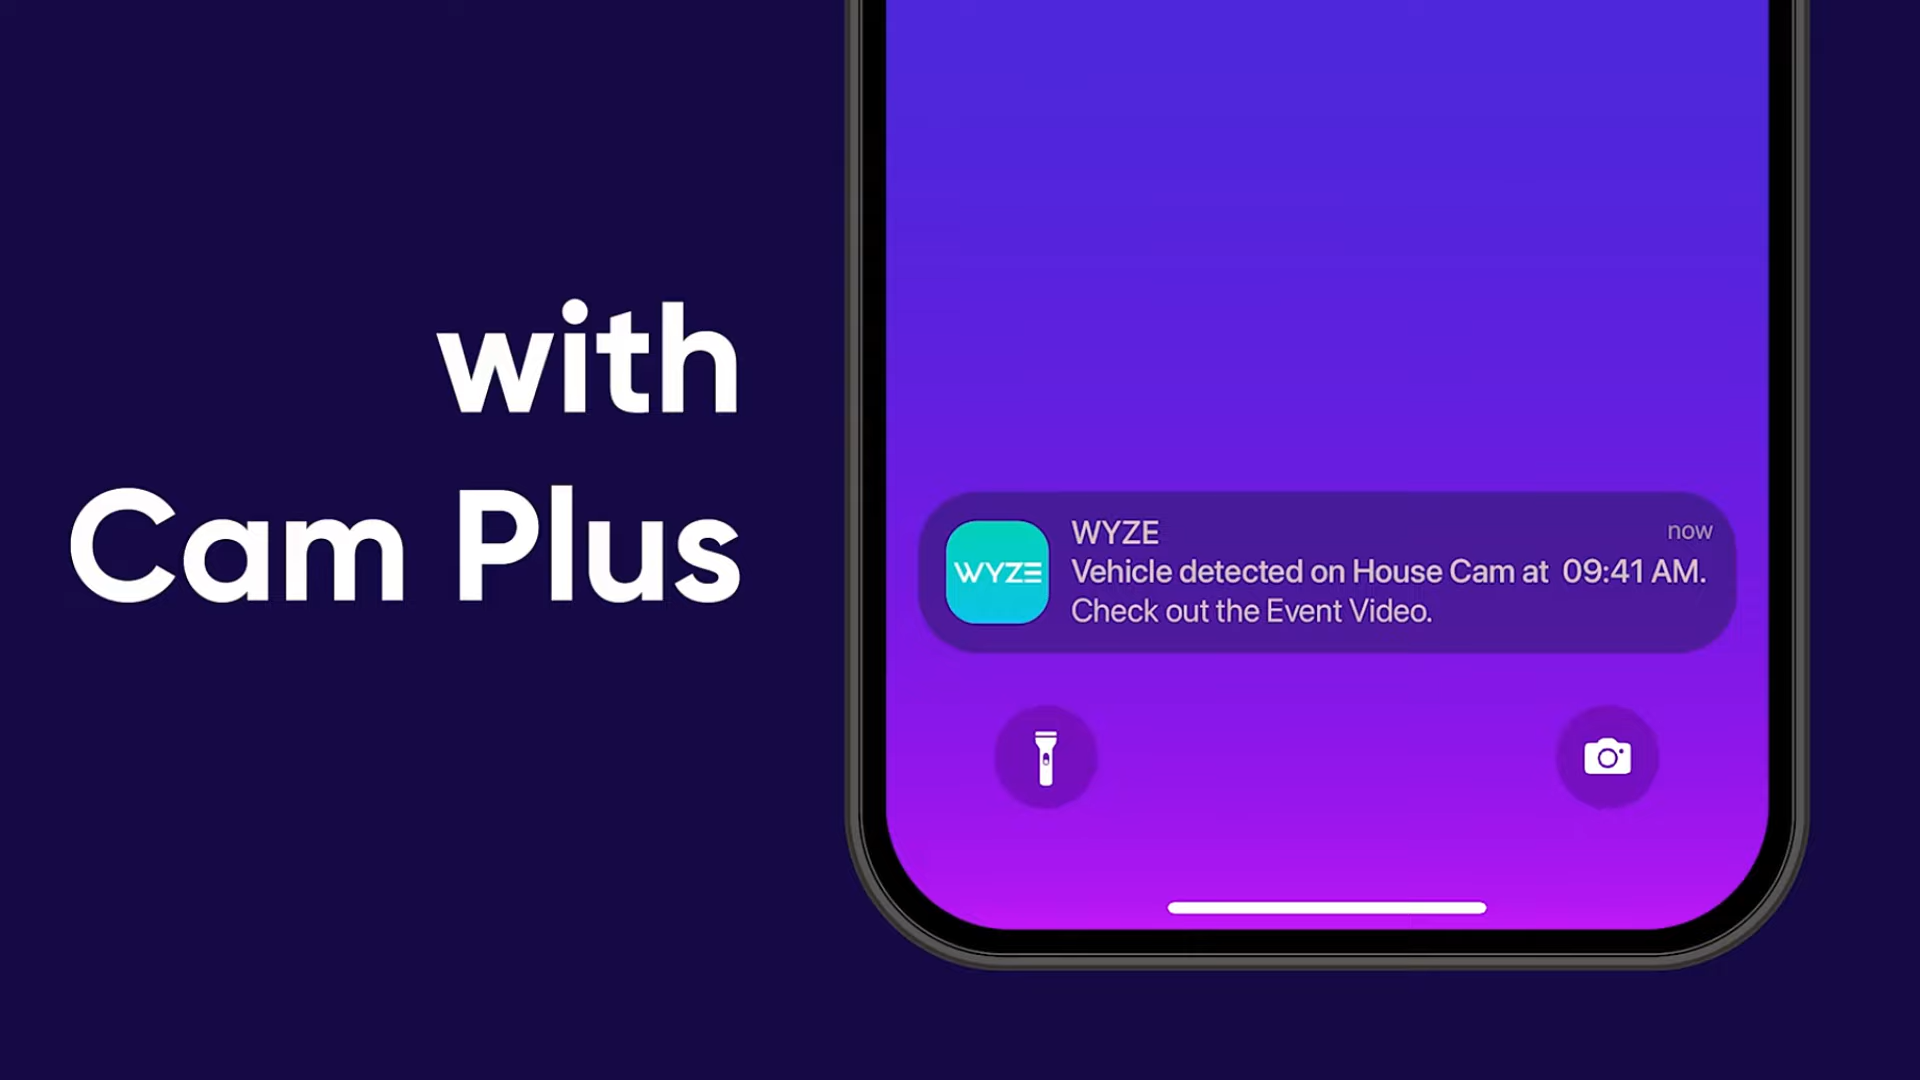 with
Cam Plus
WYZE
WYZE
now
Vehicle detected on House Cam at 09:41 AM.
Check out the Event Video.